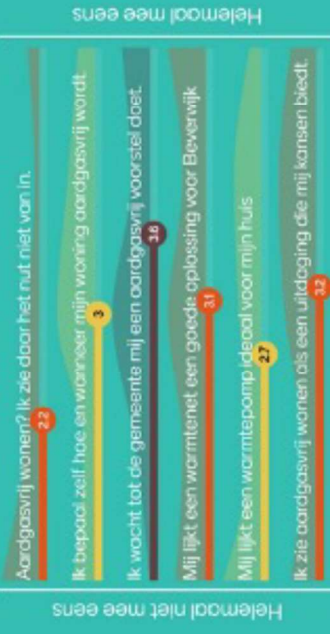 Helemaal niet mee eens
Helemaal mee eens
Aardgasvrij wonen? Ik zie daar het nut niet van in.
2.2
Ik bepaal zelf hoe en wanneer mijn woning aardgasvrij wordt.
3
Ik wacht tot de gemeente mij een aardgasvrij voorstel doet.
3.6
Mij lijkt een warmtenet een goede oplossing voor Beverwijk
3.1
Mij lijkt een warmtepomp ideaal voor mijn huis
2.7
Ik zie aardgasvrij wonen als een uitdaging die mij kansen biedt.
3.2